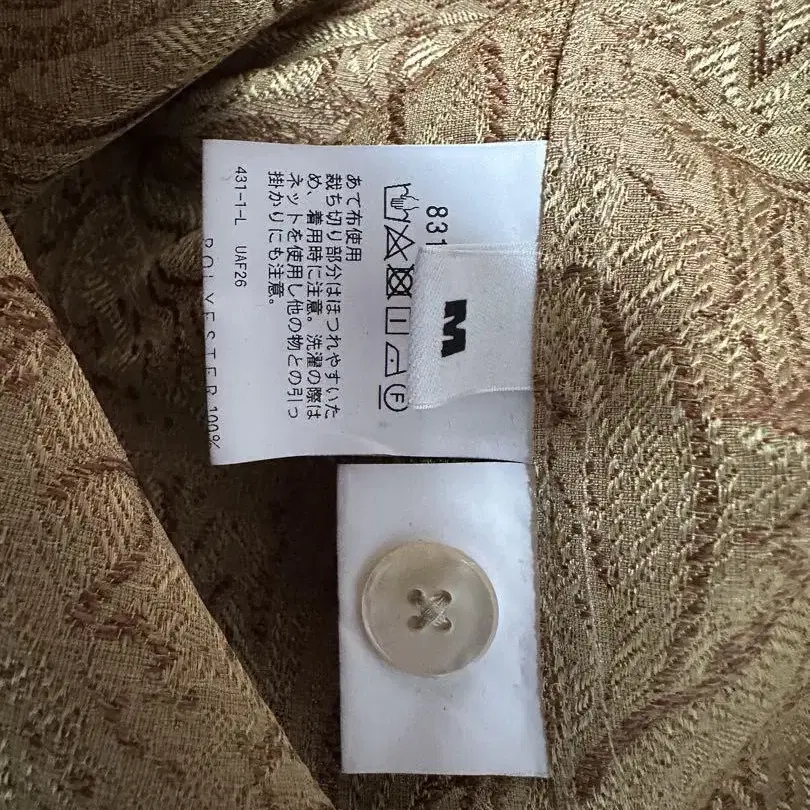 831
M
F
あて布使用
裁ち切り部分はほつれやすいた
め、着用時に注意。洗濯の際は
ネットを使用し他の物との引っ
掛かりにも注意。
431-1-L UAF26
POLYESTER 100%